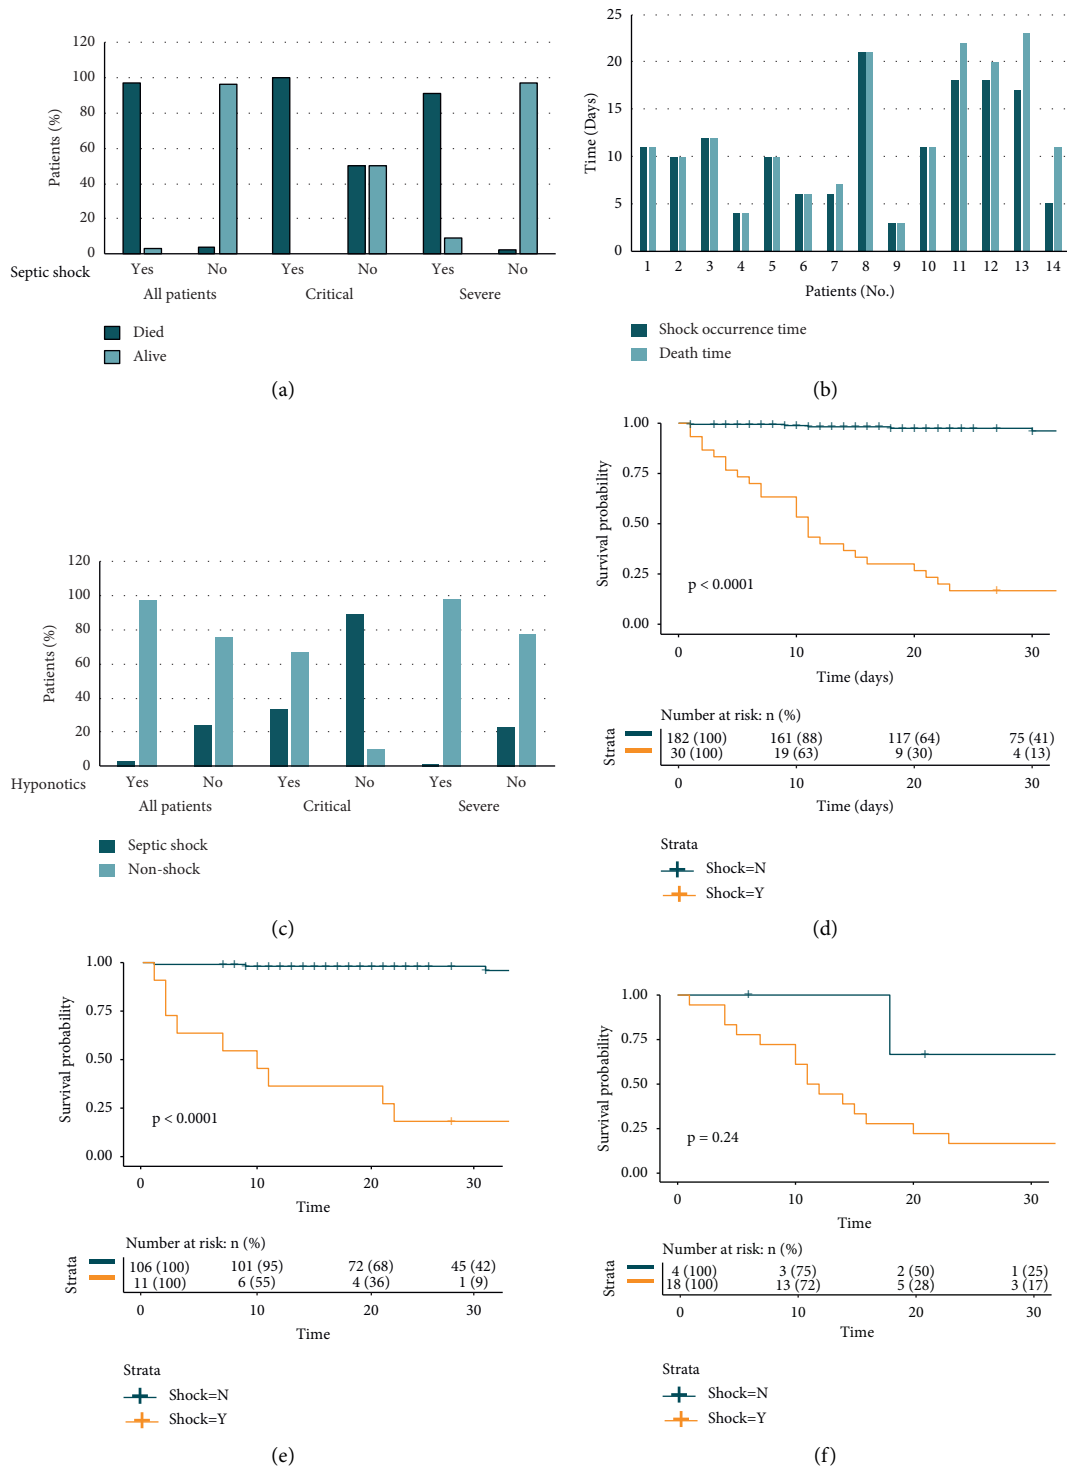 120
100
80
60
40
20
0
Patients (%)
Septic shock
Yes No Yes No Yes No
All patients Critical Severe
Died
Alive
(a)
25
20
15
10
5
0
Time (Days)
1 2 3 4 5 6 7 8 9 10 11 12 13 14
Patients (No.)
Shock occurrence time
Death time
(b)
120
100
80
60
40
20
0
Patients (%)
Hyponotics
Yes No Yes No Yes No
All patients Critical Severe
Septic shock
Non-shock
(c)
1.00
0.75
0.50
0.25
0.00
Survival probability
p < 0.0001
0 10 20 30
Time (days)
Number at risk: n (%)
Strata
182 (100) 161 (88) 117 (64) 75 (41)
30 (100) 19 (63) 9 (30) 4 (13)
0 10 20 30
Time (days)
Strata
Shock=N
Shock=Y
(d)
1.00
0.75
0.50
0.25
0.00
Survival probability
p < 0.0001
0 10 20 30
Time
Number at risk: n (%)
Strata
106 (100) 101 (95) 72 (68) 45 (42)
11 (100) 6 (55) 4 (36) 1 (9)
0 10 20 30
Time
Strata
Shock=N
Shock=Y
(e)
1.00
0.75
0.50
0.25
0.00
Survival probability
p = 0.24
0 10 20 30
Time
Number at risk: n (%)
Strata
4 (100) 3 (75) 2 (50) 1 (25)
18 (100) 13 (72) 5 (28) 3 (17)
0 10 20 30
Time
Strata
Shock=N
Shock=Y
(f)